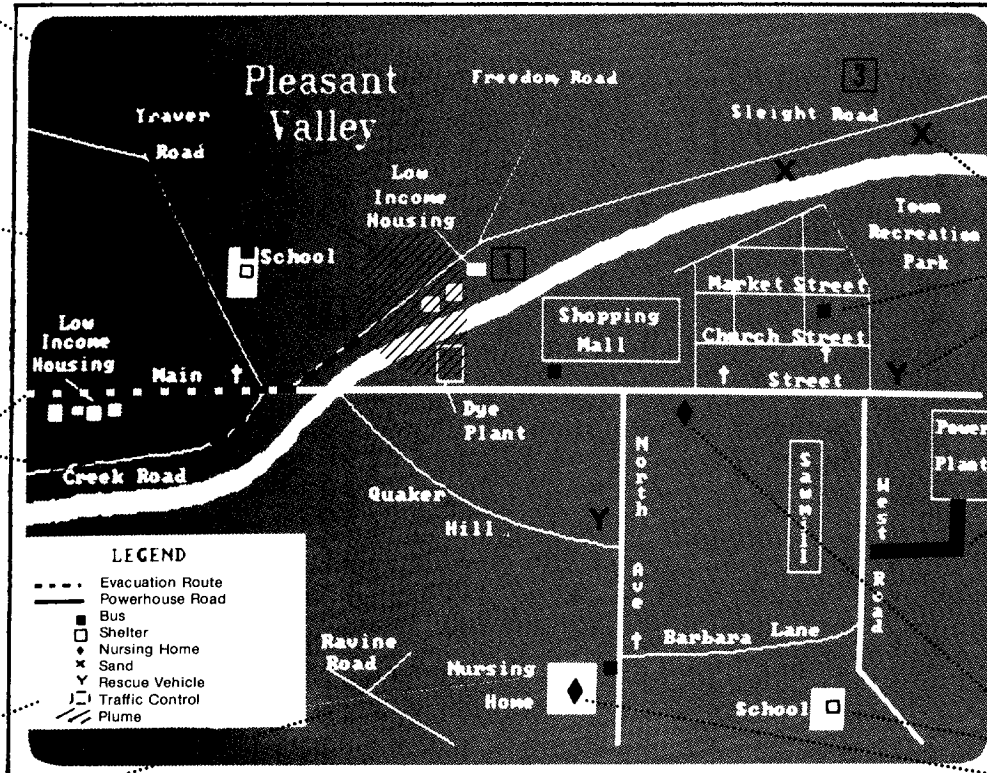 Pleasant
Valley
Freedom Road
3
Sleight Road
Traver
Road
Low
Income
Housing
Town
Recreation
Park
School
1
Market Street
Shopping
Mall
Church Street
Low
Income
Housing
Main
Street
Dye
Plant
Power
Plant
Creek Road
Quaker
Hill
North Ave
Sawmill
West Road
LEGEND
Evacuation Route
Powerhouse Road
Bus
Shelter
Nursing Home
Sand
Rescue Vehicle
Traffic Control
Plume
Ravine
Road
Barbara Lane
Nursing
Home
School